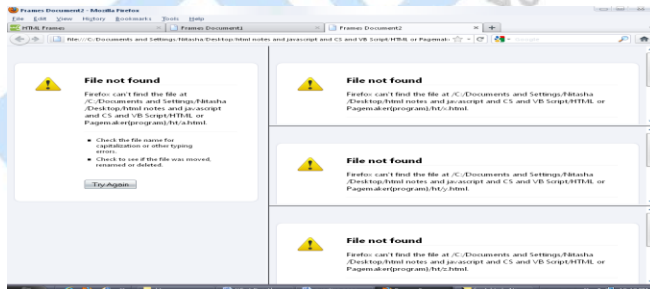 Frames Document2 - Mozilla Firefox
File Edit View History Bookmarks Tools Help
HTML Frames
Frames Document1
Frames Document2
file:///C:/Documents and Settings/Nitasha/Desktop/html notes and javascript and CS and VB Script/HTML or Pagemak
File not found
Firefox can't find the file at
/C:/Documents and Settings/Nitasha
/Desktop/html notes and javascript
and CS and VB Script/HTML or
Pagemaker(program)/ht/a.html.
Check the file name for
capitalization or other typing
errors.
Check to see if the file was moved,
renamed or deleted.
Try Again
File not found
Firefox can't find the file at /C:/Documents and Settings/Nitasha
/Desktop/html notes and javascript and CS and VB Script/HTML or
Pagemaker(program)/ht/x.html.
File not found
Firefox can't find the file at /C:/Documents and Settings/Nitasha
/Desktop/html notes and javascript and CS and VB Script/HTML or
Pagemaker(program)/ht/y.html.
File not found
Firefox can't find the file at /C:/Documents and Settings/Nitasha
/Desktop/html notes and javascript and CS and VB Script/HTML or
Pagemaker(program)/ht/z.html.